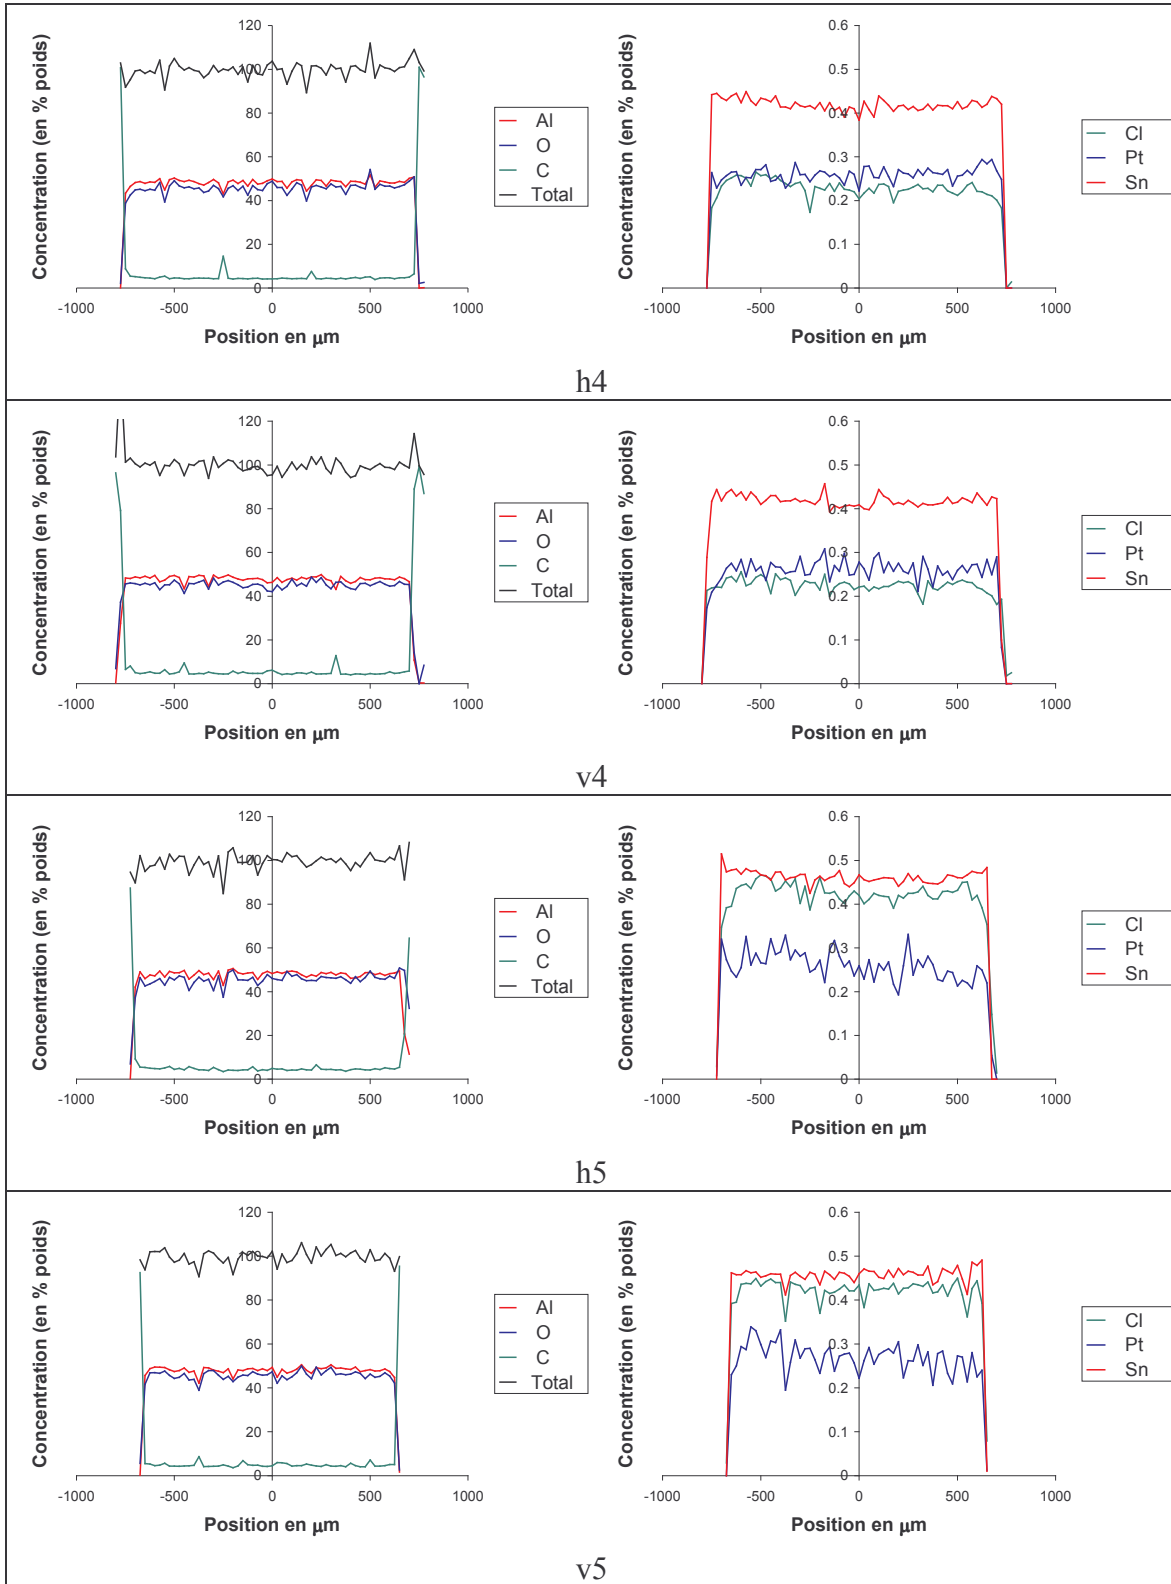 Concentration (en % poids)
120
100
80
60
40
20
0
-1000 -500 0 500 1000
Position en μm
Al
O
C
Total
Concentration (en % poids)
0.6
0.5
0.4
0.3
0.2
0.1
0
-1000 -500 0 500 1000
Position en μm
Cl
Pt
Sn
h4
Concentration (en % poids)
120
100
80
60
40
20
0
-1000 -500 0 500 1000
Position en μm
Al
O
C
Total
Concentration (en % poids)
0.6
0.5
0.4
0.3
0.2
0.1
0
-1000 -500 0 500 1000
Position en μm
Cl
Pt
Sn
v4
Concentration (en % poids)
120
100
80
60
40
20
0
-1000 -500 0 500 1000
Position en μm
Al
O
C
Total
Concentration (en % poids)
0.6
0.5
0.4
0.3
0.2
0.1
0
-1000 -500 0 500 1000
Position en μm
Cl
Pt
Sn
h5
Concentration (en % poids)
120
100
80
60
40
20
0
-1000 -500 0 500 1000
Position en μm
Al
O
C
Total
Concentration (en % poids)
0.6
0.5
0.4
0.3
0.2
0.1
0
-1000 -500 0 500 1000
Position en μm
Cl
Pt
Sn
v5